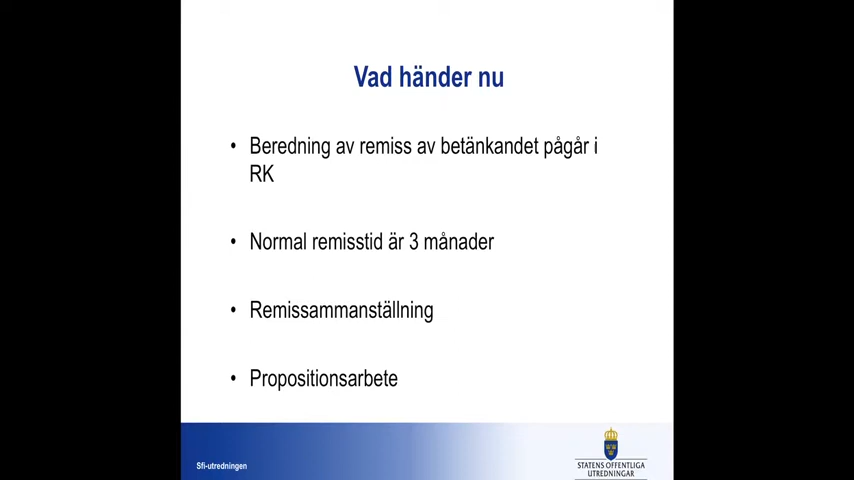 Vad händer nu
• Beredning av remiss av betänkandet pågår i
RK
• Normal remisstid är 3 månader
• Remissammanställning
• Propositionsarbete
Sfi-utredningen
STATENS OFFENTLIGA
UTREDNINGAR